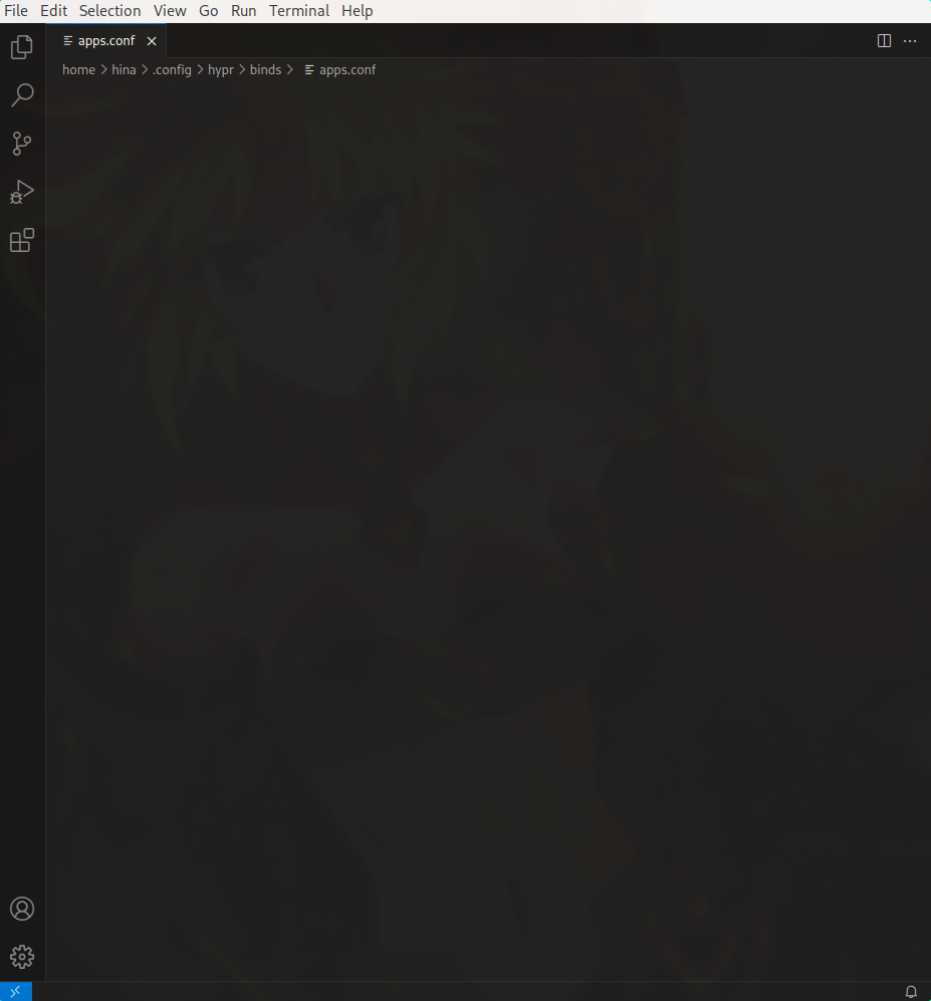 File Edit Selection View Go Run Terminal Help
apps.conf
home hina .config hypr binds apps.conf